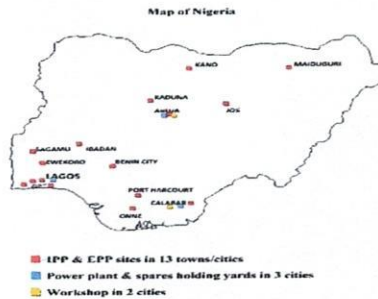 Map of Nigeria
KANO
MAIDUGURI
KADUNA
ABUJA
JOS
SAGAMU
IBADAN
EWEKORO
BENIN CITY
LAGOS
PORT HARCOURT
CALABAR
ONNE
IPP & EPP sites in 13 towns/cities
Power plant & spares holding yards in 3 cities
Workshop in 2 cities